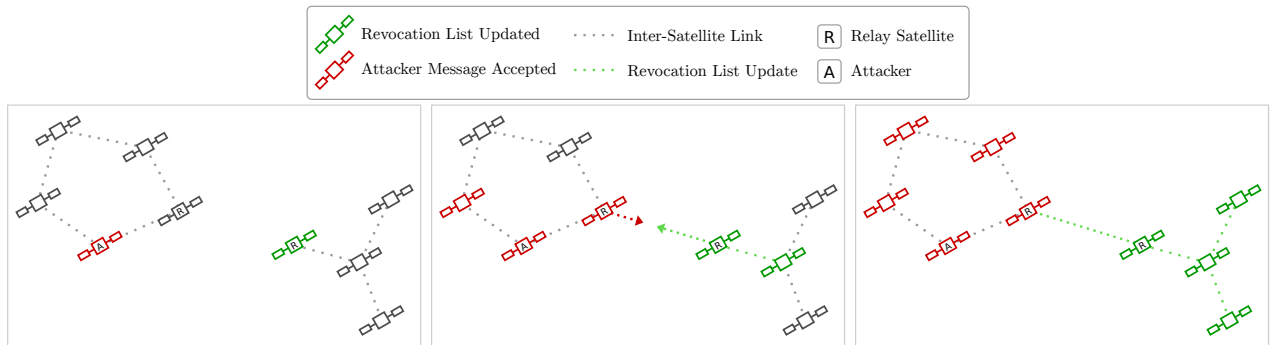 Revocation List Updated
Inter-Satellite Link
R Relay Satellite
Attacker Message Accepted
Revocation List Update
A Attacker
R
A
R
R
A
R
R
A
R